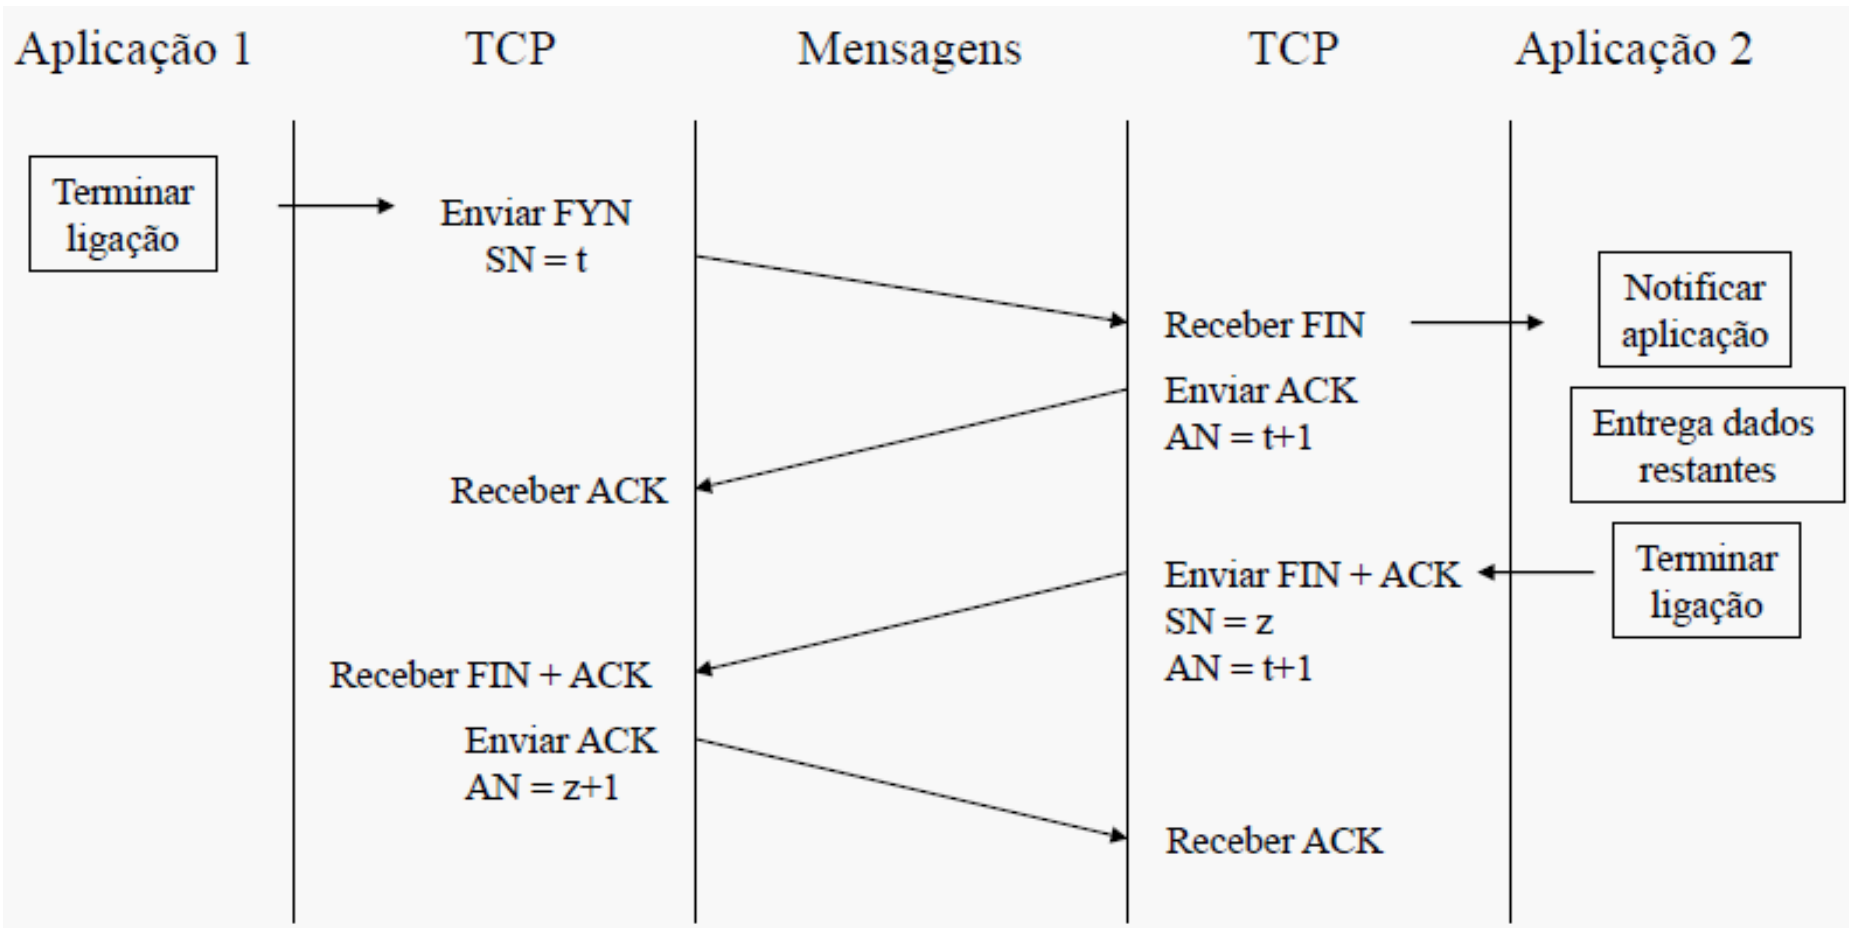 Aplicação 1
TCP
Mensagens
TCP
Aplicação 2
Terminar
ligação
Enviar FYN
SN = t
Receber FIN
Notificar
aplicação
Enviar ACK
AN = t+1
Entrega dados
restantes
Receber ACK
Enviar FIN + ACK
SN = z
AN = t+1
Terminar
ligação
Receber FIN + ACK
Enviar ACK
AN = z+1
Receber ACK